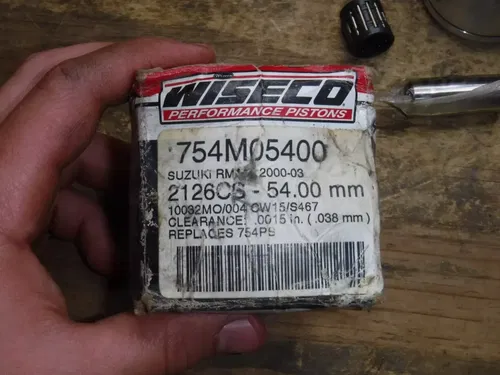 WISECO
PERFORMANCE PISTONS
754M05400
SUZUKI 2000-03
2126CS - 54.00 mm
10032MO/004 CW15/S467
CLEARANCE: .0015 in. (.038 mm)
REPLACES 754PS